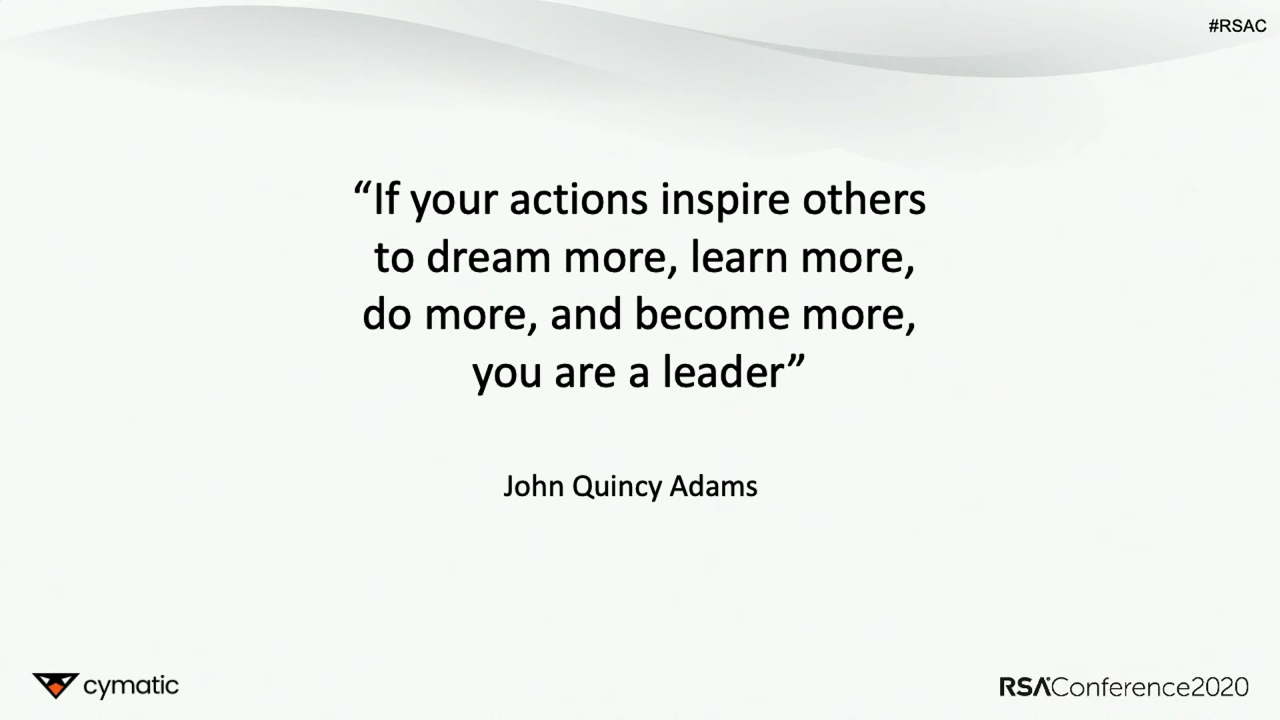 #RSAC
“If your actions inspire others
to dream more, learn more,
do more, and become more,
you are a leader”
John Quincy Adams
cymatic
RSAConference2020